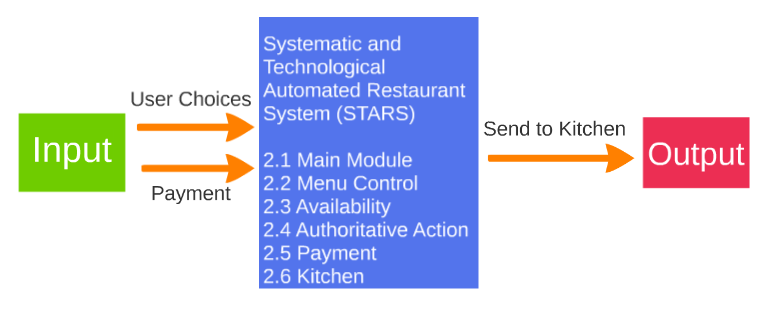 Input
User Choices
Payment
Systematic and
Technological
Automated Restaurant
System (STARS)
2.1 Main Module
2.2 Menu Control
2.3 Availability
2.4 Authoritative Action
2.5 Payment
2.6 Kitchen
Send to Kitchen
Output